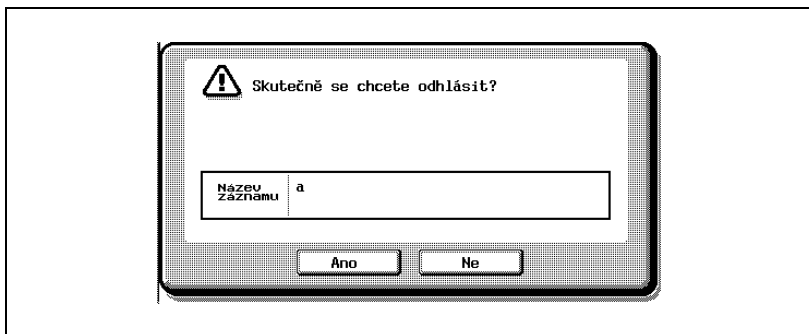 Skutečně se chcete odhlásit?
Název
záznamu
a
Ano
Ne